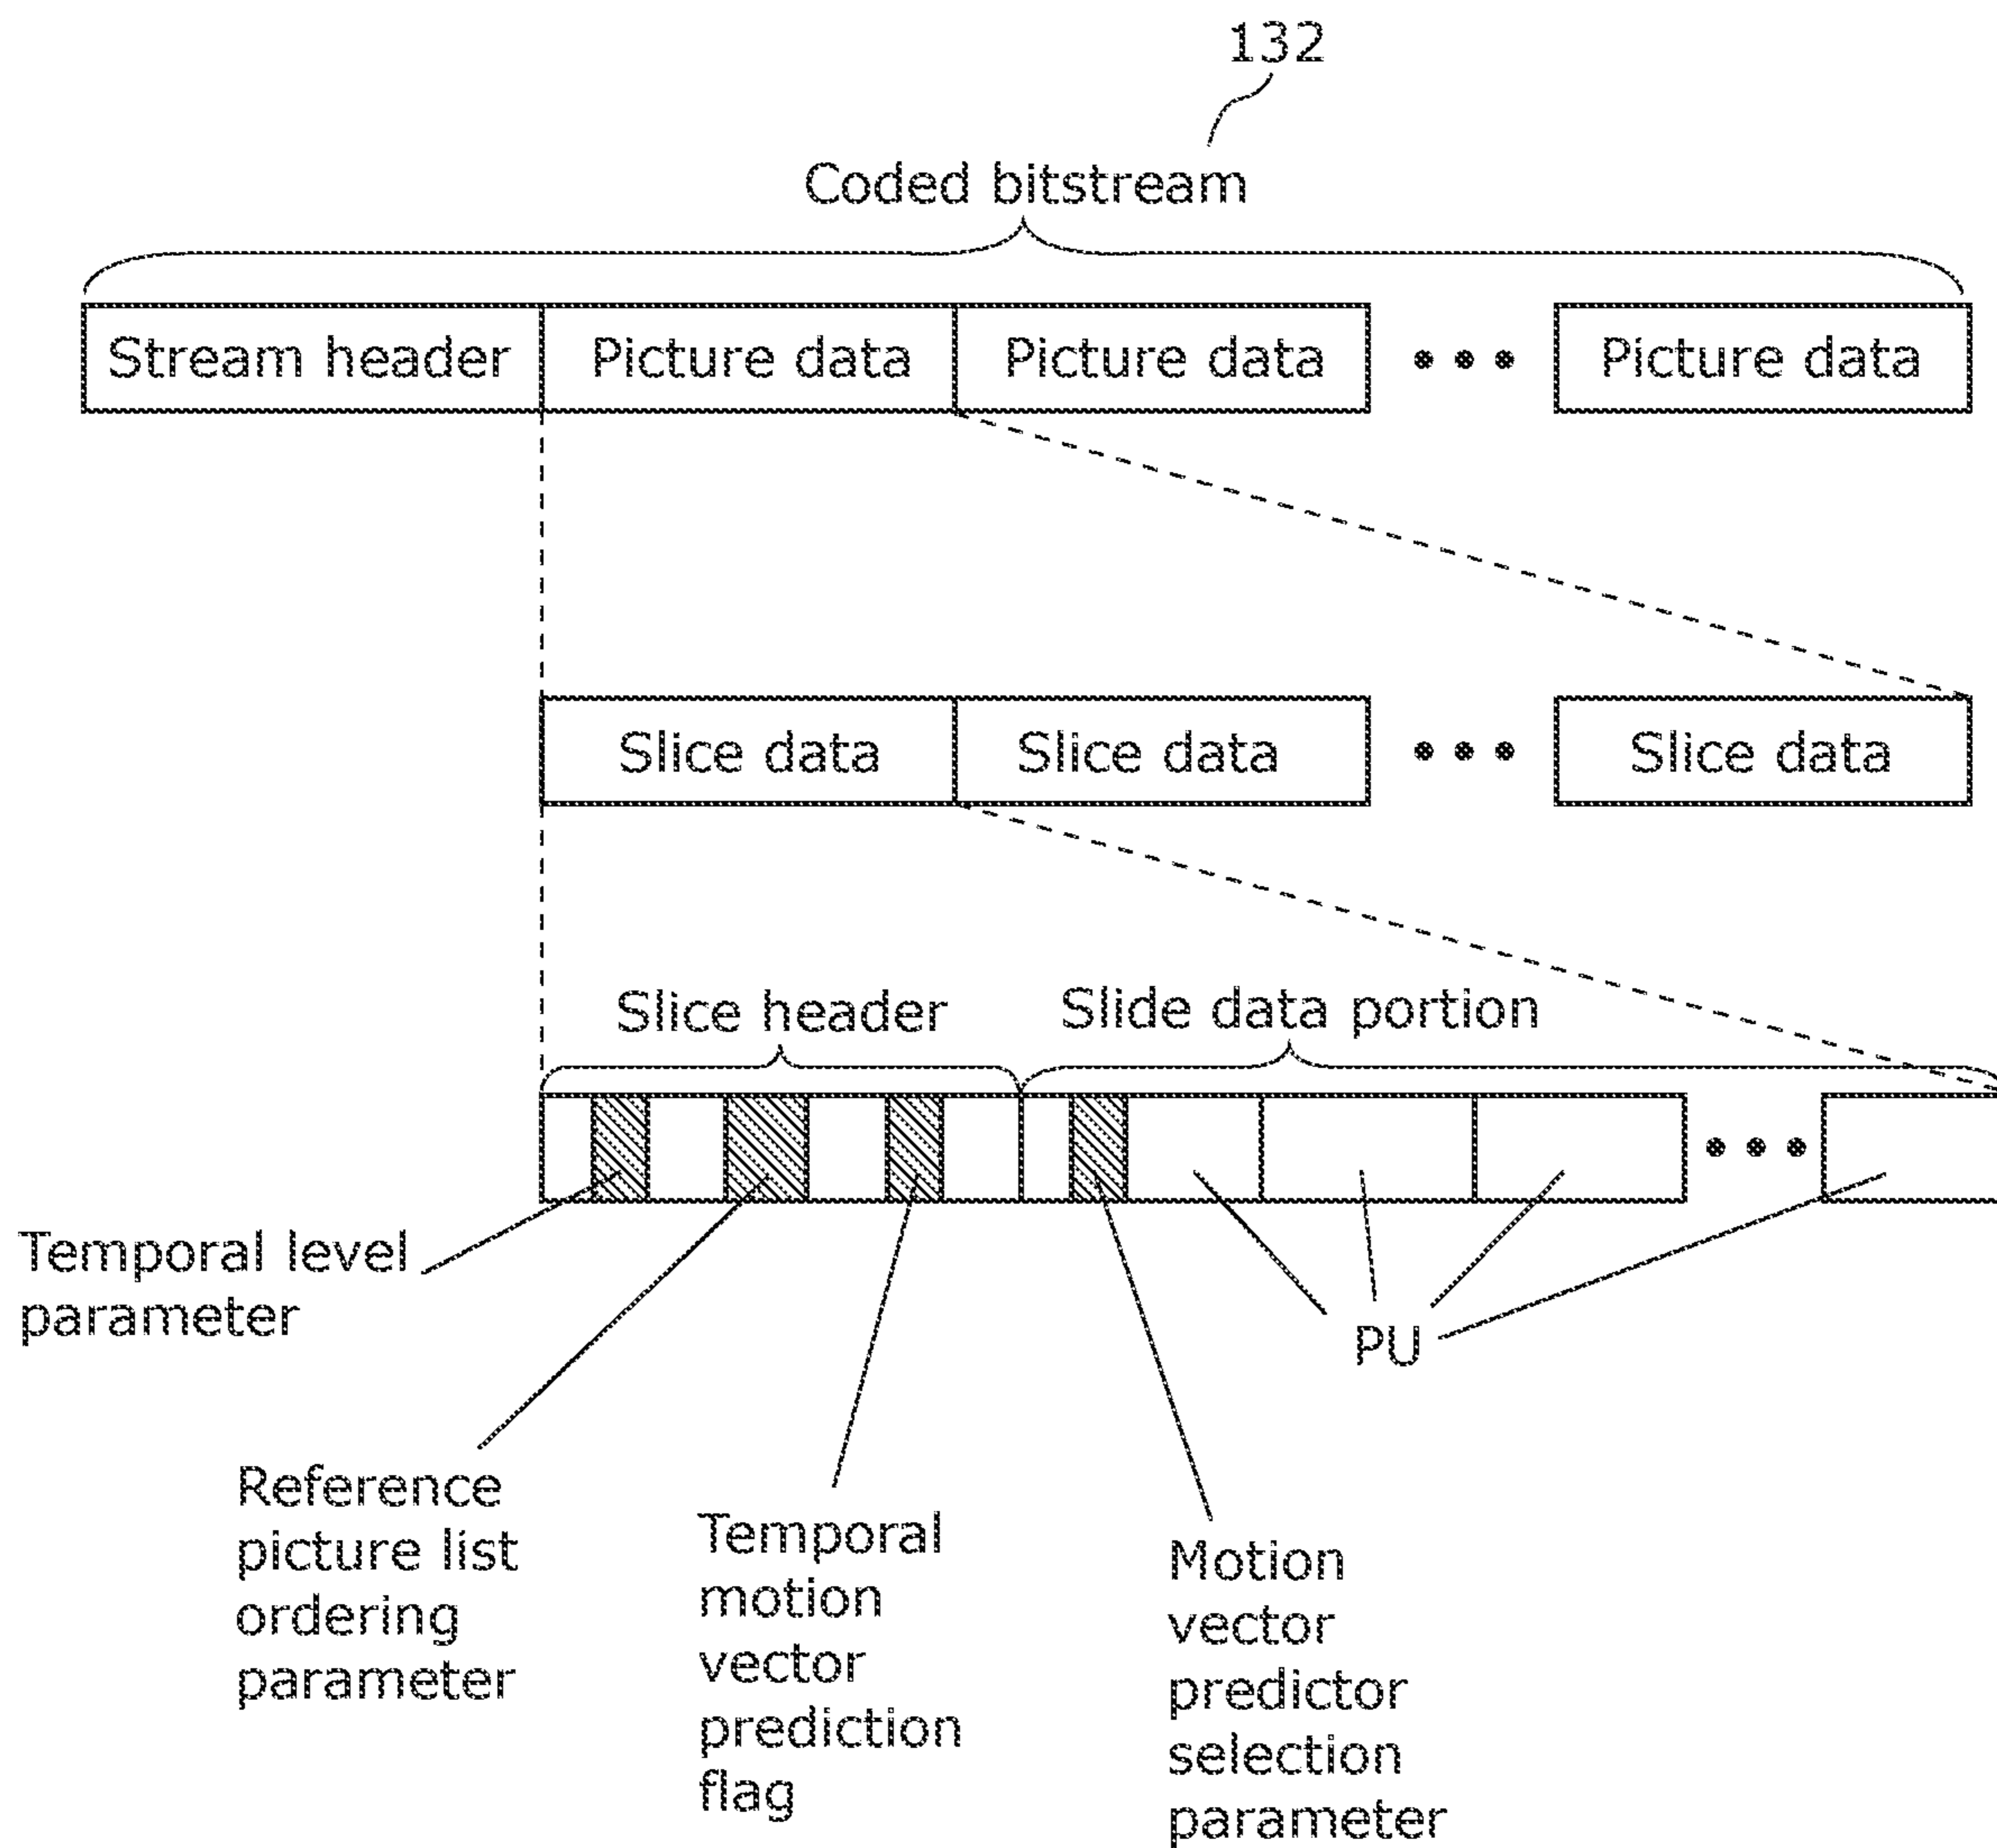 132
Coded bitstream
Stream header Picture data Picture data ••• Picture data
Slice data Slice data ••• Slice data
Slice header Slide data portion
•••
Temporal level
parameter
PU
Reference
picture list
ordering
parameter
Temporal
motion
vector
prediction
flag
Motion
vector
predictor
selection
parameter